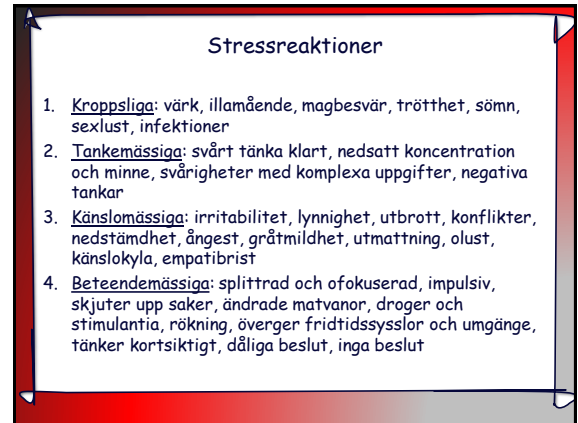 Stressreaktioner
1. Kroppsliga: värk, illamående, magbesvär, trötthet, sömn,
sexlust, infektioner
2. Tankemässiga: svårt tänka klart, nedsatt koncentration
och minne, svårigheter med komplexa uppgifter, negativa
tankar
3. Känslomässiga: irritabilitet, lynnighet, utbrott, konflikter,
nedstämdhet, ångest, gråtmildhet, utmattning, olust,
känslokyla, empatibrist
4. Beteendemässiga: splittrad och ofokuserad, impulsiv,
skjuter upp saker, ändrade matvanor, droger och
stimulantia, rökning, överger fridtidssysslor och umgänge,
tänker kortsiktigt, dåliga beslut, inga beslut